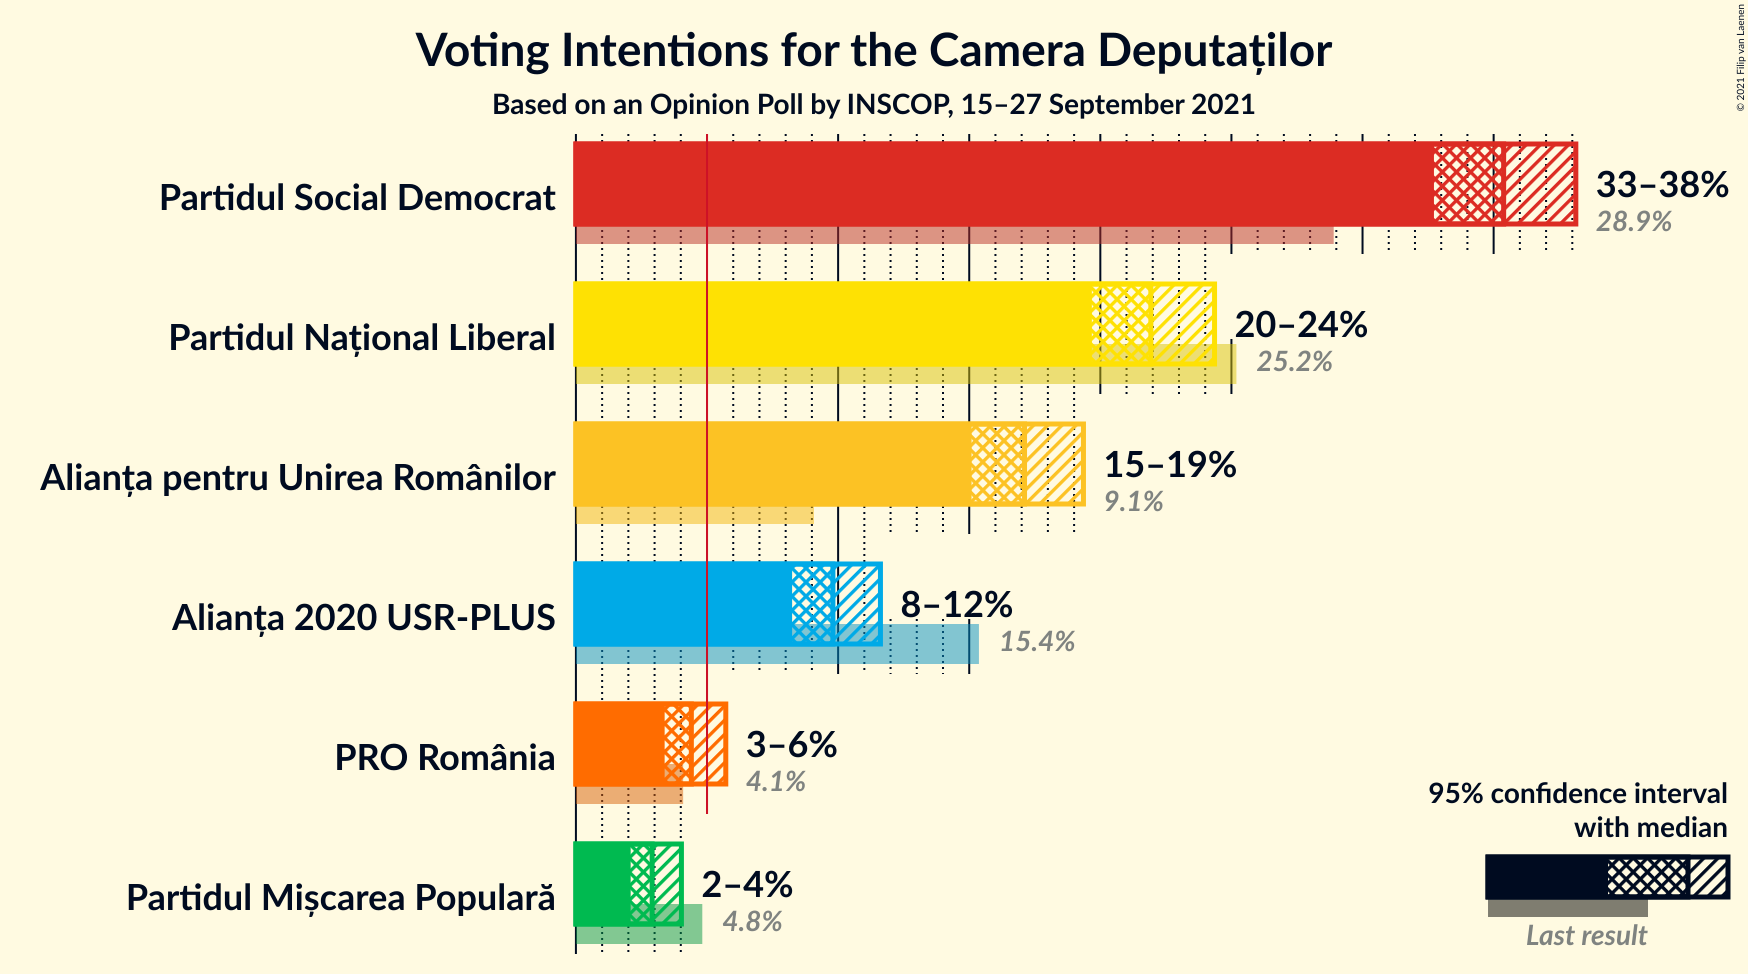 Voting Intentions for the Camera Deputaților
Based on an Opinion Poll by INSCOP, 15–27 September 2021
© 2021 Filip van Laenen
Partidul Social Democrat
33–38%
28.9%
Partidul Național Liberal
20–24%
25.2%
Alianța pentru Unirea Românilor
15–19%
9.1%
Alianța 2020 USR-PLUS
8–12%
15.4%
PRO România
3–6%
4.1%
Partidul Mișcarea Populară
2–4%
4.8%
95% confidence interval
with median
Last result